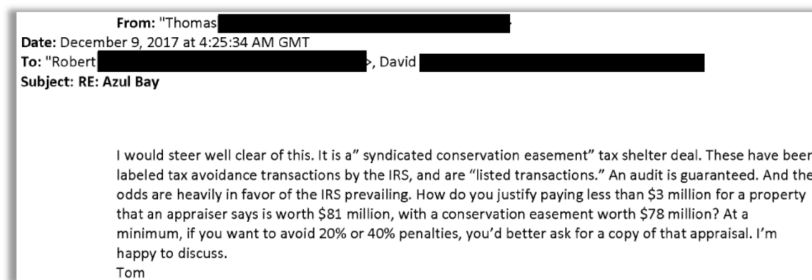 From: "Thomas
Date: December 9, 2017 at 4:25:34 AM GMT
To: "Robert >, David
Subject: RE: Azul Bay
I would steer well clear of this. It is a" syndicated conservation easement" tax shelter deal. These have been
labeled tax avoidance transactions by the IRS, and are "listed transactions." An audit is guaranteed. And the
odds are heavily in favor of the IRS prevailing. How do you justify paying less than $3 million for a property
that an appraiser says is worth $81 million, with a conservation easement worth $78 million? At a
minimum, if you want to avoid 20% or 40% penalties, you'd better ask for a copy of that appraisal. I'm
happy to discuss.
Tom